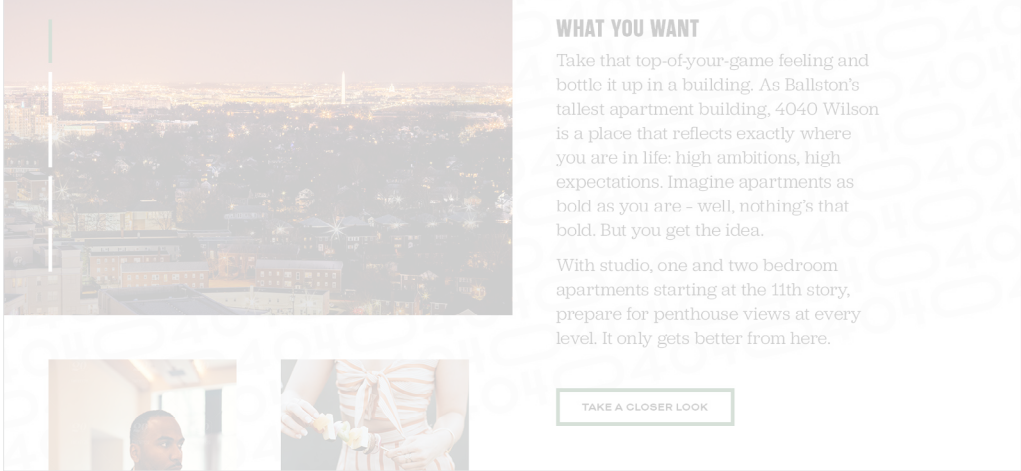 WHAT YOU WANT
Take that top-of-your-game feeling and
bottle it up in a building. As Ballston's
tallest apartment building, 4040 Wilson
is a place that reflects exactly where
you are in life: high ambitions, high
expectations. Imagine apartments as
bold as you are – well, nothing's that
bold. But you get the idea.
With studio, one and two bedroom
apartments starting at the 11th story,
prepare for penthouse views at every
level. It only gets better from here.
TAKE A CLOSER LOOK